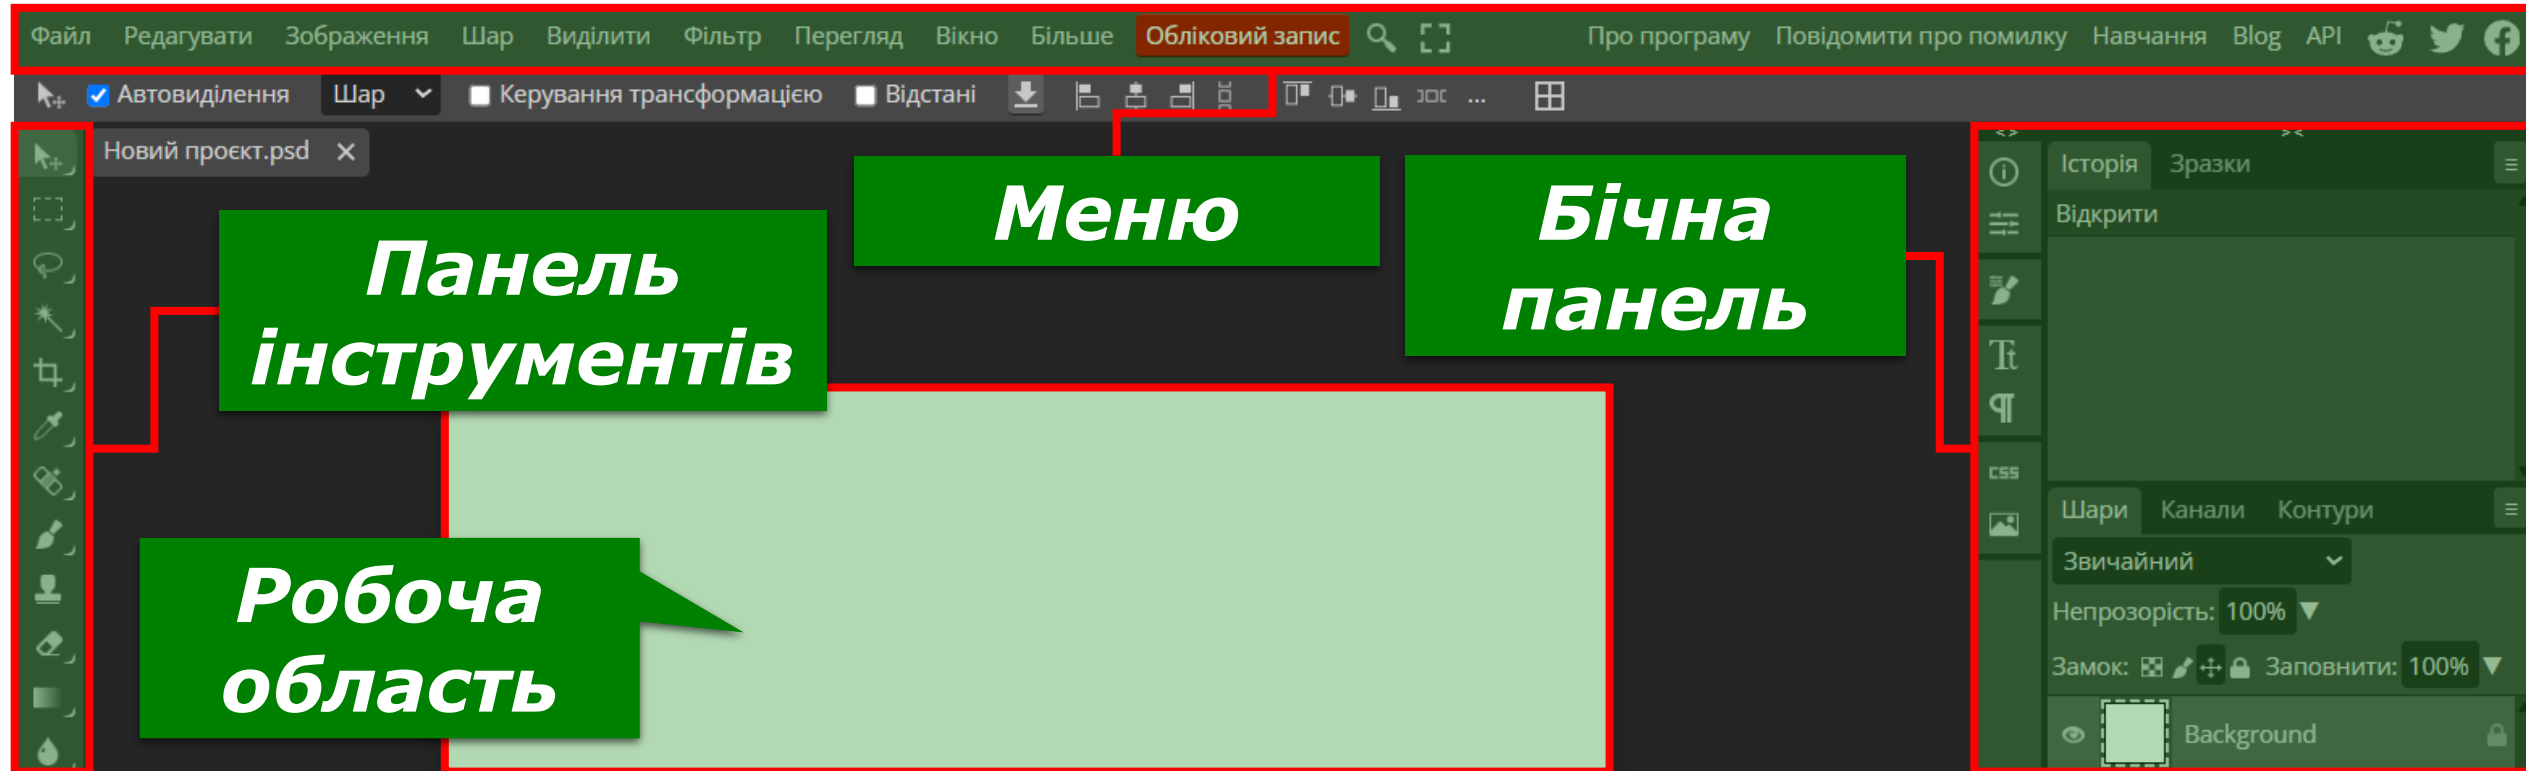 Файл Редагувати Зображення Шар Виділити Фільтр Перегляд Вікно Більше Обліковий запис Про програму Повідомити про помилку Навчання Blog API
Автовиділення Шар Керування трансформацією Відстані ...
Новий проєкт.psd
Меню
Бічна
панель
Панель
інструментів
Робоча
область
Історія Зразки
Відкрити
Tt
¶
CSS
Шари Канали Контури
Звичайний
Непрозорість: 100%
Замок: Заповнити: 100%
Background